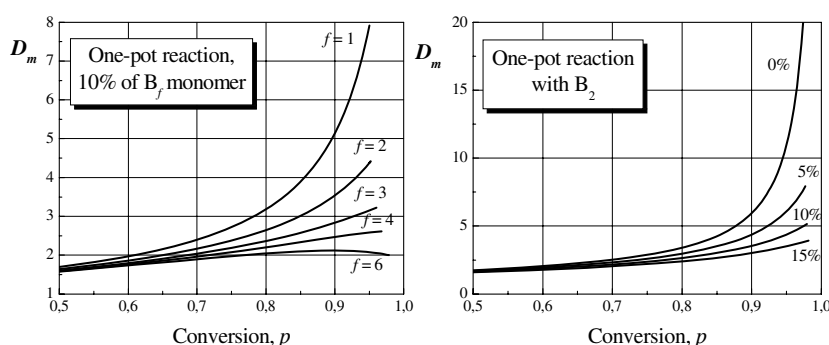 8
7
6
5
4
3
2
1
D_m
One-pot reaction,
10% of B_f monomer
f = 1
f = 2
f = 3
f = 4
f = 6
0,5 0,6 0,7 0,8 0,9 1,0
Conversion, p
20
15
10
5
0
D_m
One-pot reaction
with B_2
0%
5%
10%
15%
0,5 0,6 0,7 0,8 0,9 1,0
Conversion, p